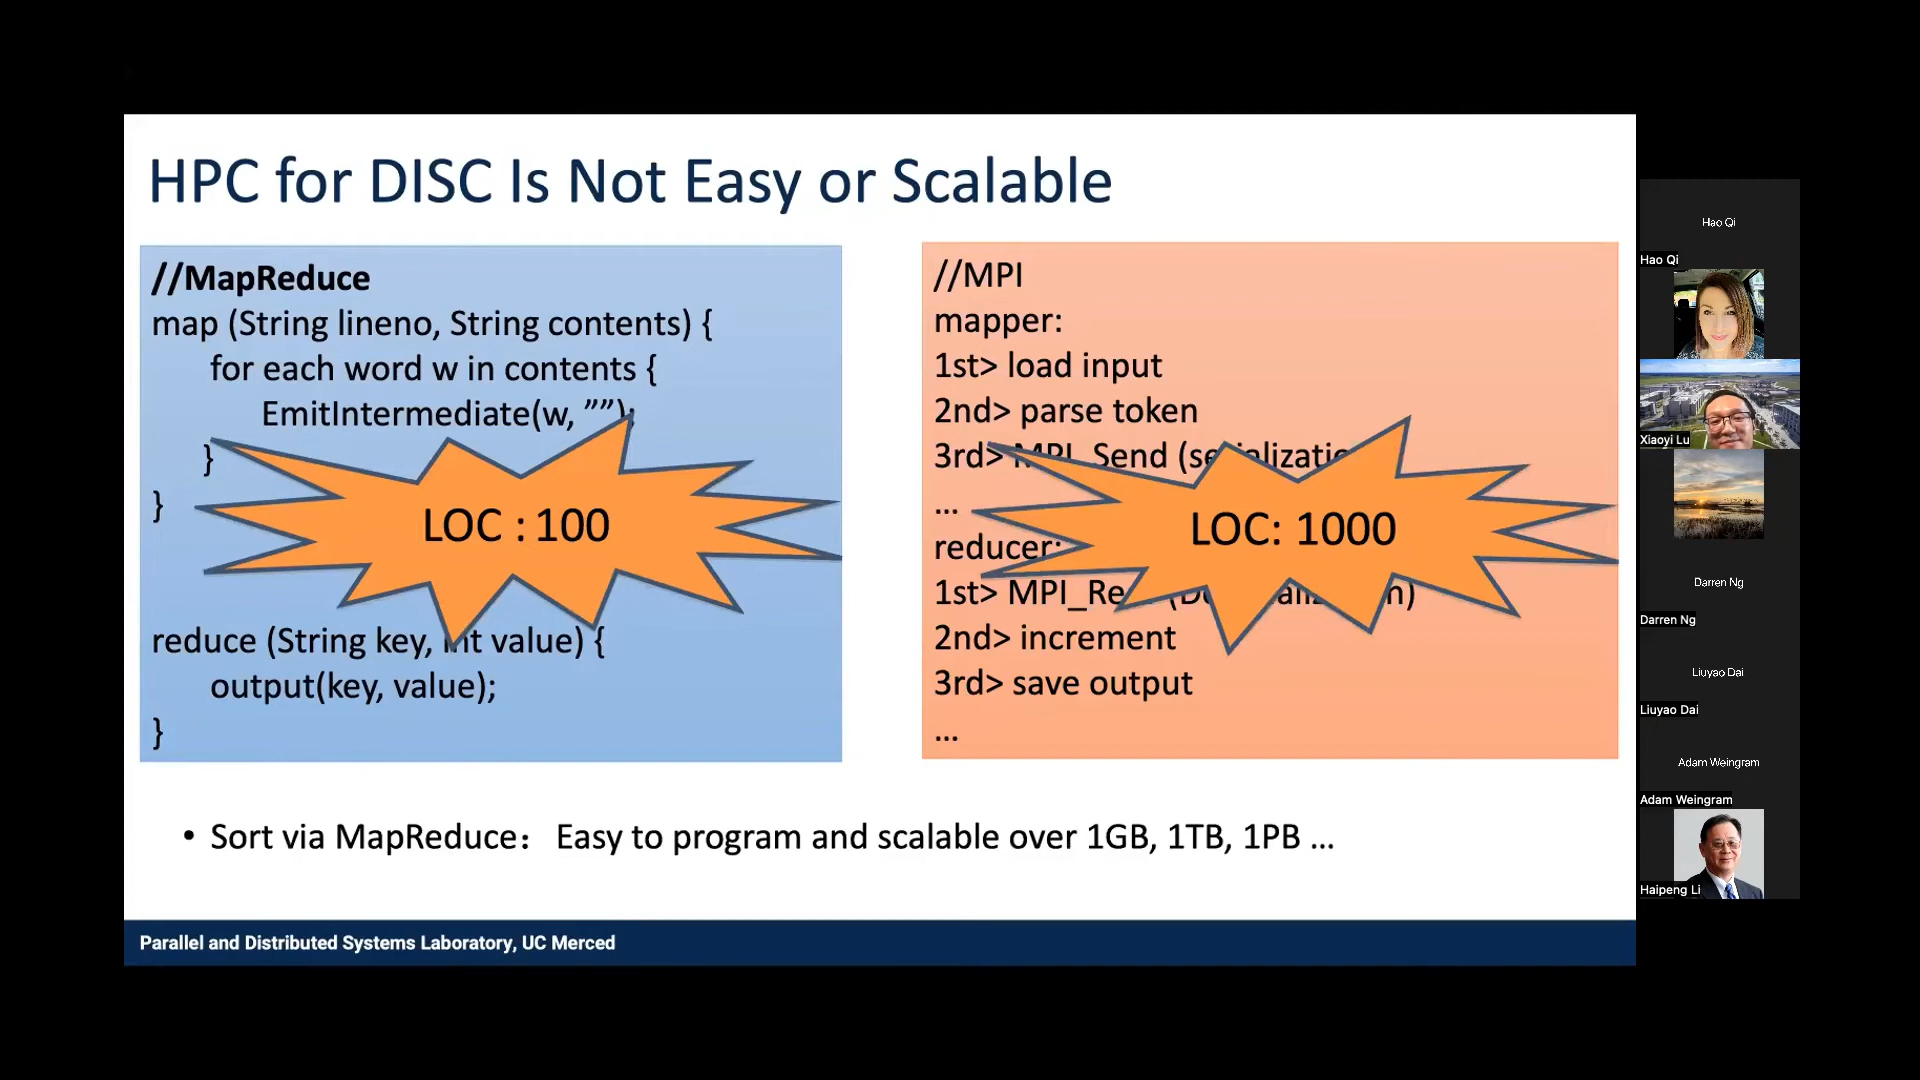 HPC for DISC Is Not Easy or Scalable
//MapReduce
map (String lineno, String contents) {
for each word w in contents {
EmitIntermediate(w, ””);
}
}
LOC : 100
reduce (String key, int value) {
output(key, value);
}
//MPI
mapper:
1st> load input
2nd> parse token
3rd> MPI_Send (serialization
...
LOC: 1000
reducer:
1st> MPI_Re
2nd> increment
3rd> save output
...
• Sort via MapReduce： Easy to program and scalable over 1GB, 1TB, 1PB ...
Parallel and Distributed Systems Laboratory, UC Merced
Hao Qi
Hao Qi
Xiaoyi Lu
Darren Ng
Darren Ng
Liuyao Dai
Liuyao Dai
Adam Weingram
Adam Weingram
Haipeng Li